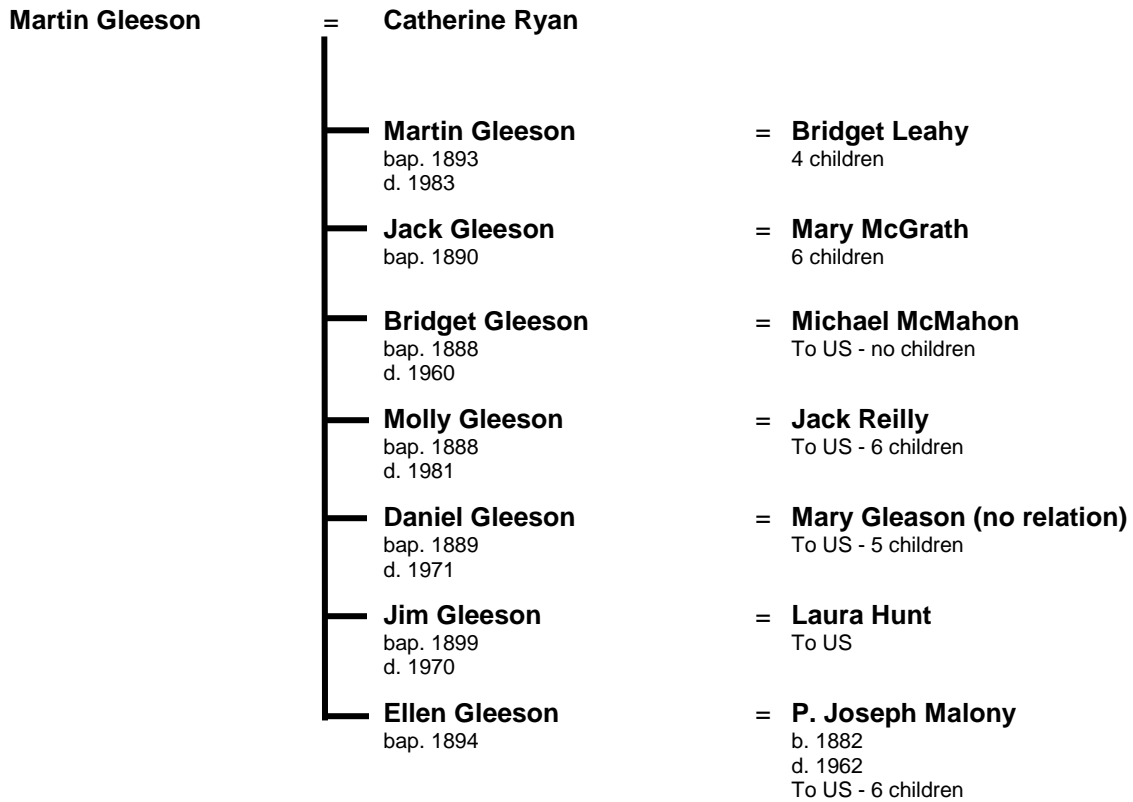 Martin Gleeson = Catherine Ryan
Martin Gleeson = Bridget Leahy
bap. 1893 4 children
d. 1983
Jack Gleeson = Mary McGrath
bap. 1890 6 children
Bridget Gleeson = Michael McMahon
bap. 1888 To US - no children
d. 1960
Molly Gleeson = Jack Reilly
bap. 1888 To US - 6 children
d. 1981
Daniel Gleeson = Mary Gleason (no relation)
bap. 1889 To US - 5 children
d. 1971
Jim Gleeson = Laura Hunt
bap. 1899 To US
d. 1970
Ellen Gleeson = P. Joseph Malony
bap. 1894 b. 1882
d. 1962
To US - 6 children